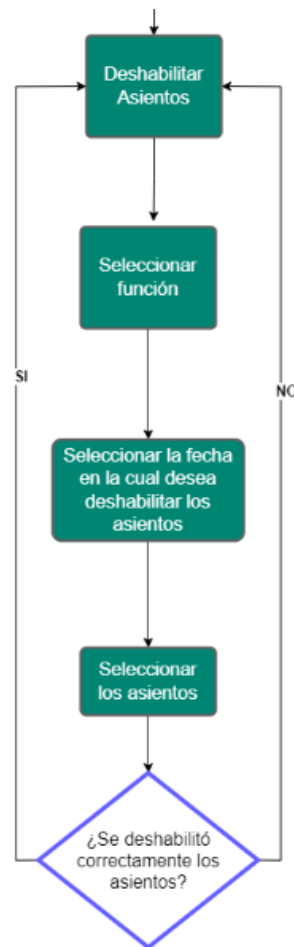 Deshabilitar
Asientos
Seleccionar
función
SI
NO
Seleccionar la fecha
en la cual desea
deshabilitar los
asientos
Seleccionar
los asientos
¿Se deshabilitó
correctamente los
asientos?